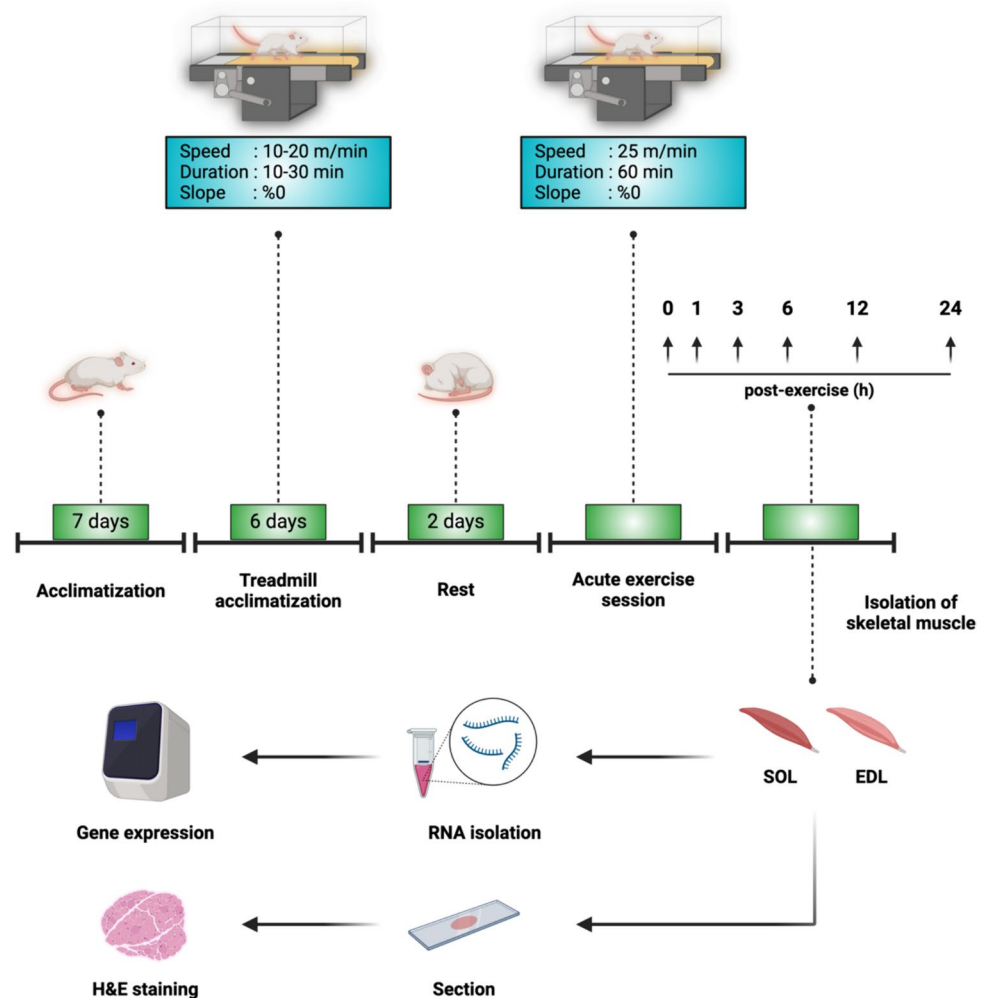 Speed : 10-20 m/min
Duration : 10-30 min
Slope : %0
Speed : 25 m/min
Duration : 60 min
Slope : %0
0 1 3 6 12 24
post-exercise (h)
7 days
6 days
2 days
Acclimatization
Treadmill
acclimatization
Rest
Acute exercise
session
Isolation of
skeletal muscle
SOL
EDL
Gene expression
RNA isolation
H&E staining
Section